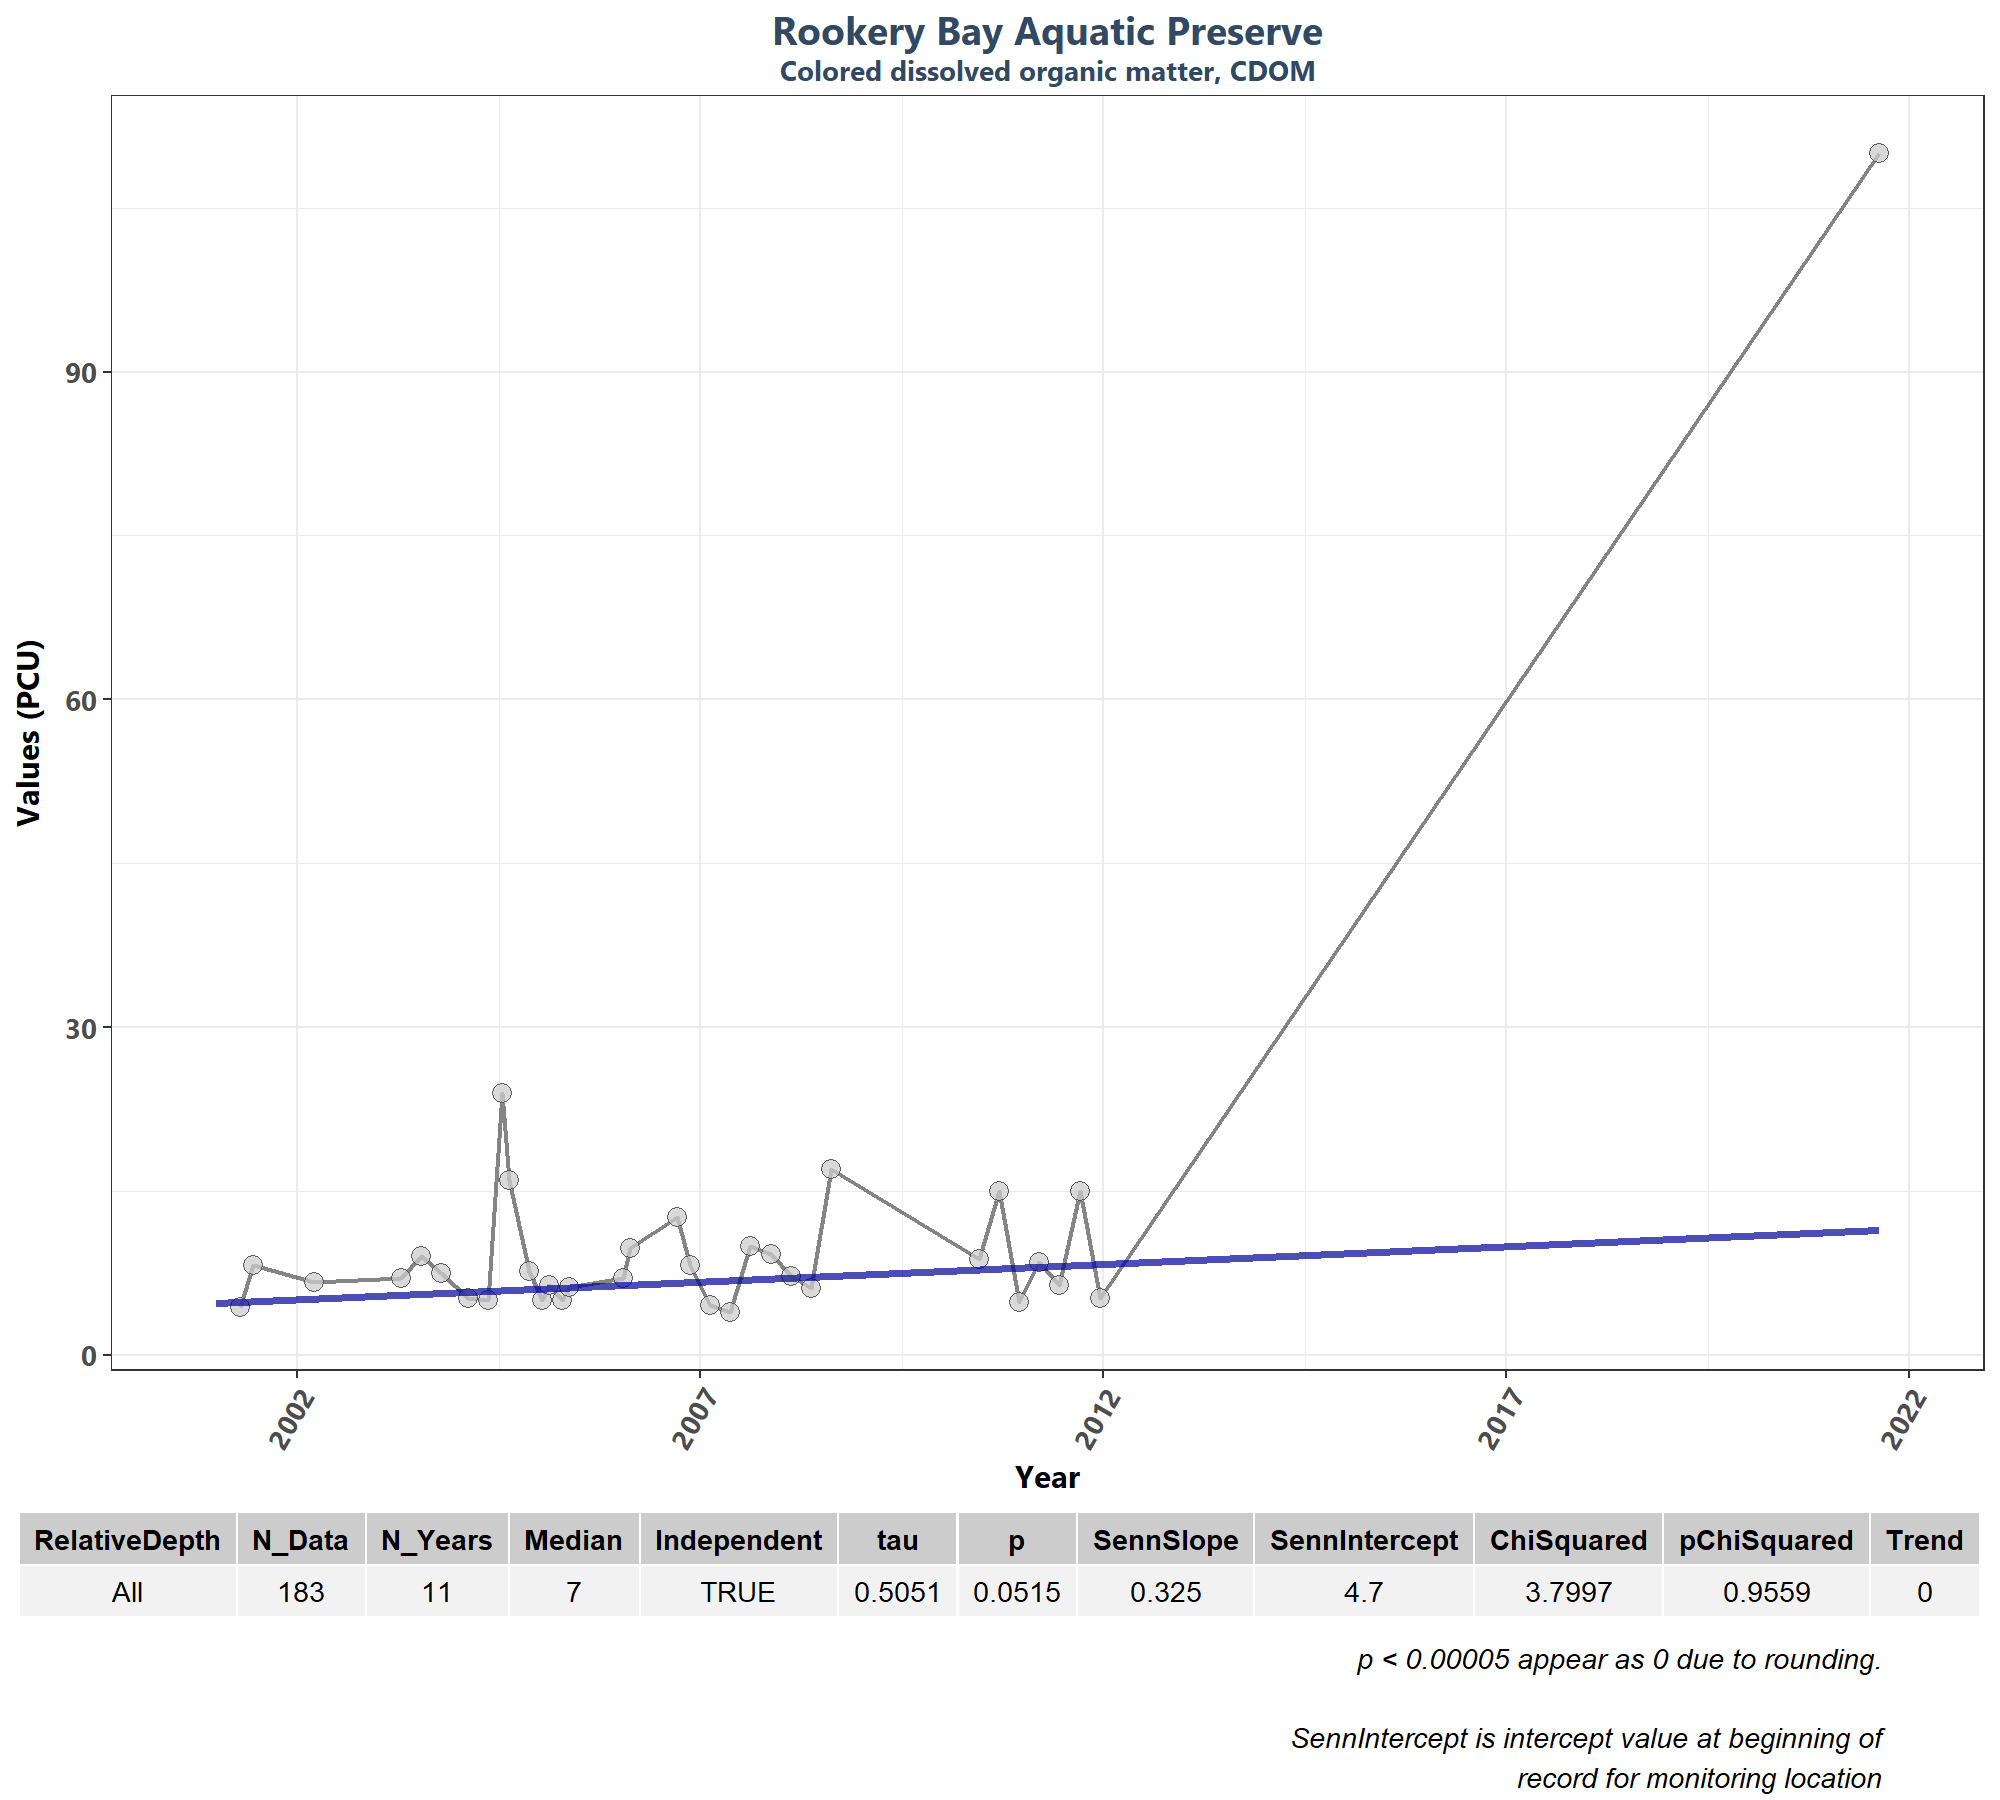 Rookery Bay Aquatic Preserve
Colored dissolved organic matter, CDOM
Values (PCU)
90
60
30
0
2002 2007 2012 2017 2022
Year
RelativeDepth N_Data N_Years Median Independent tau p SennSlope SennIntercept ChiSquared pChiSquared Trend
All 183 11 7 TRUE 0.5051 0.0515 0.325 4.7 3.7997 0.9559 0
p < 0.00005 appear as 0 due to rounding.
SennIntercept is intercept value at beginning of
record for monitoring location